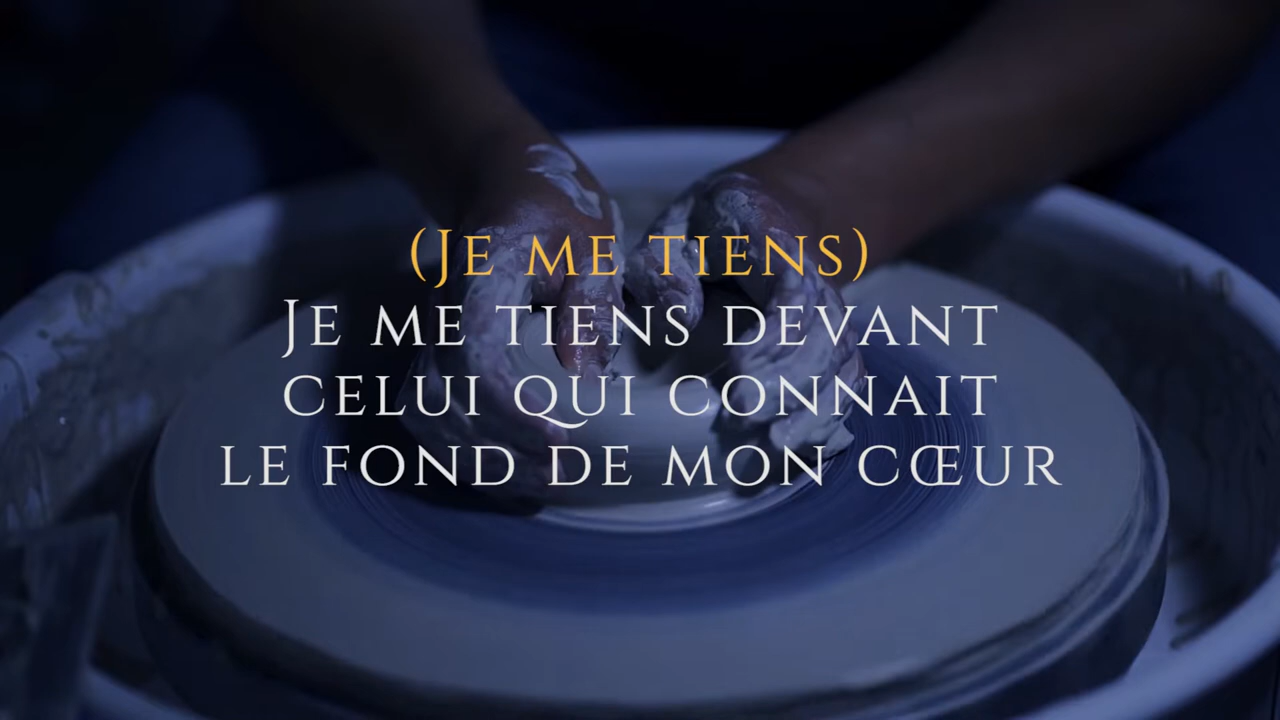 (Je me tiens)
Je me tiens devant
celui qui connait
le fond de mon cœur